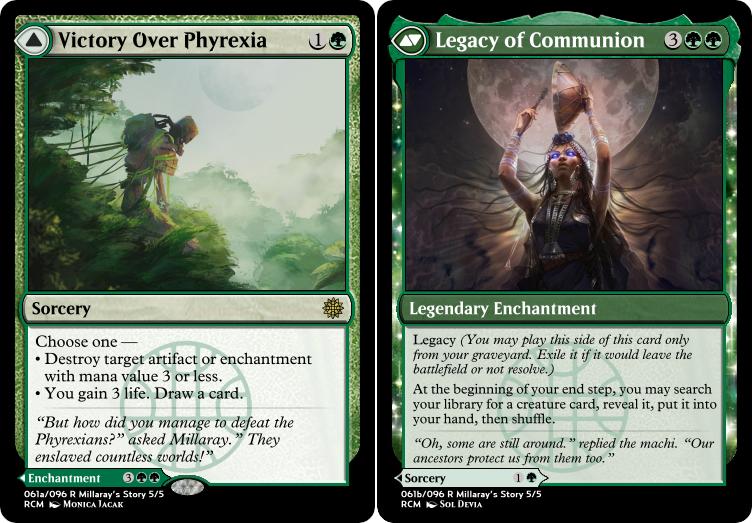 Victory Over Phyrexia 1
Sorcery
Choose one —
• Destroy target artifact or enchantment
with mana value 3 or less.
• You gain 3 life. Draw a card.
“But how did you manage to defeat the
Phyrexians?” asked Millaray.” They
enslaved countless worlds!”
Enchantment 3
061a/096 R Millaray's Story 5/5
RCM Monica Jacak
Legacy of Communion 3
Legendary Enchantment
Legacy (You may play this side of this card only
from your graveyard. Exile it if it would leave the
battlefield or not resolve.)
At the beginning of your end step, you may search
your library for a creature card, reveal it, put it into
your hand, then shuffle.
“Oh, some are still around.” replied the machi. “Our
ancestors protect us from them too.”
Sorcery 1
061b/096 R Millaray's Story 5/5
RCM Sol Devia